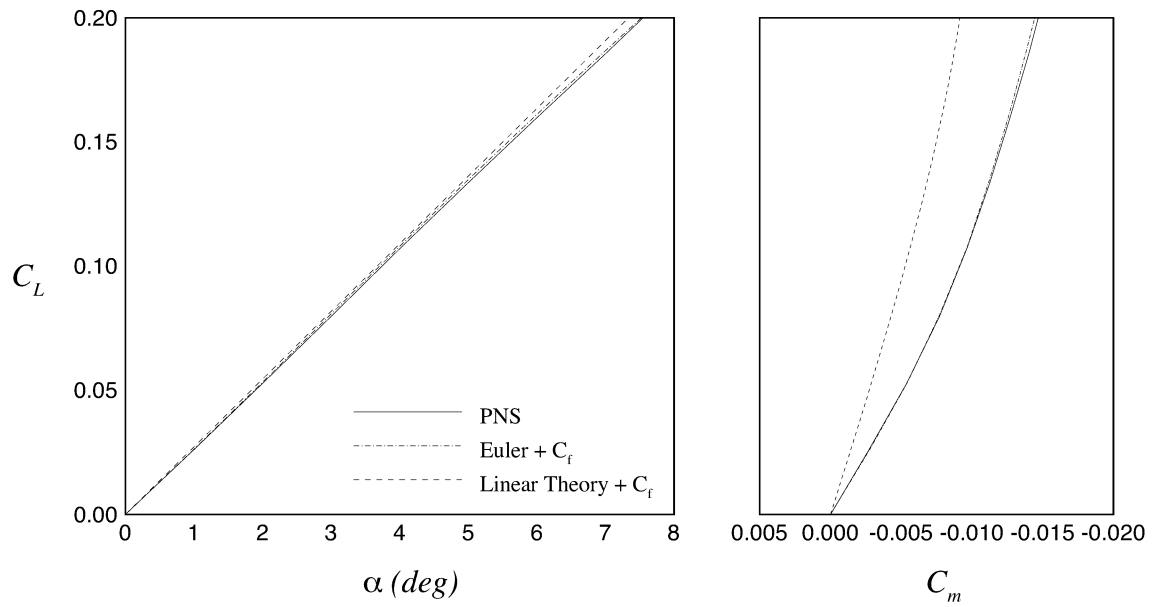 0.20
0.15
0.10
0.05
0.00
C_L
PNS
Euler + C_f
Linear Theory + C_f
0 1 2 3 4 5 6 7 8
α (deg)
0.005 0.000 -0.005 -0.010 -0.015 -0.020
C_m